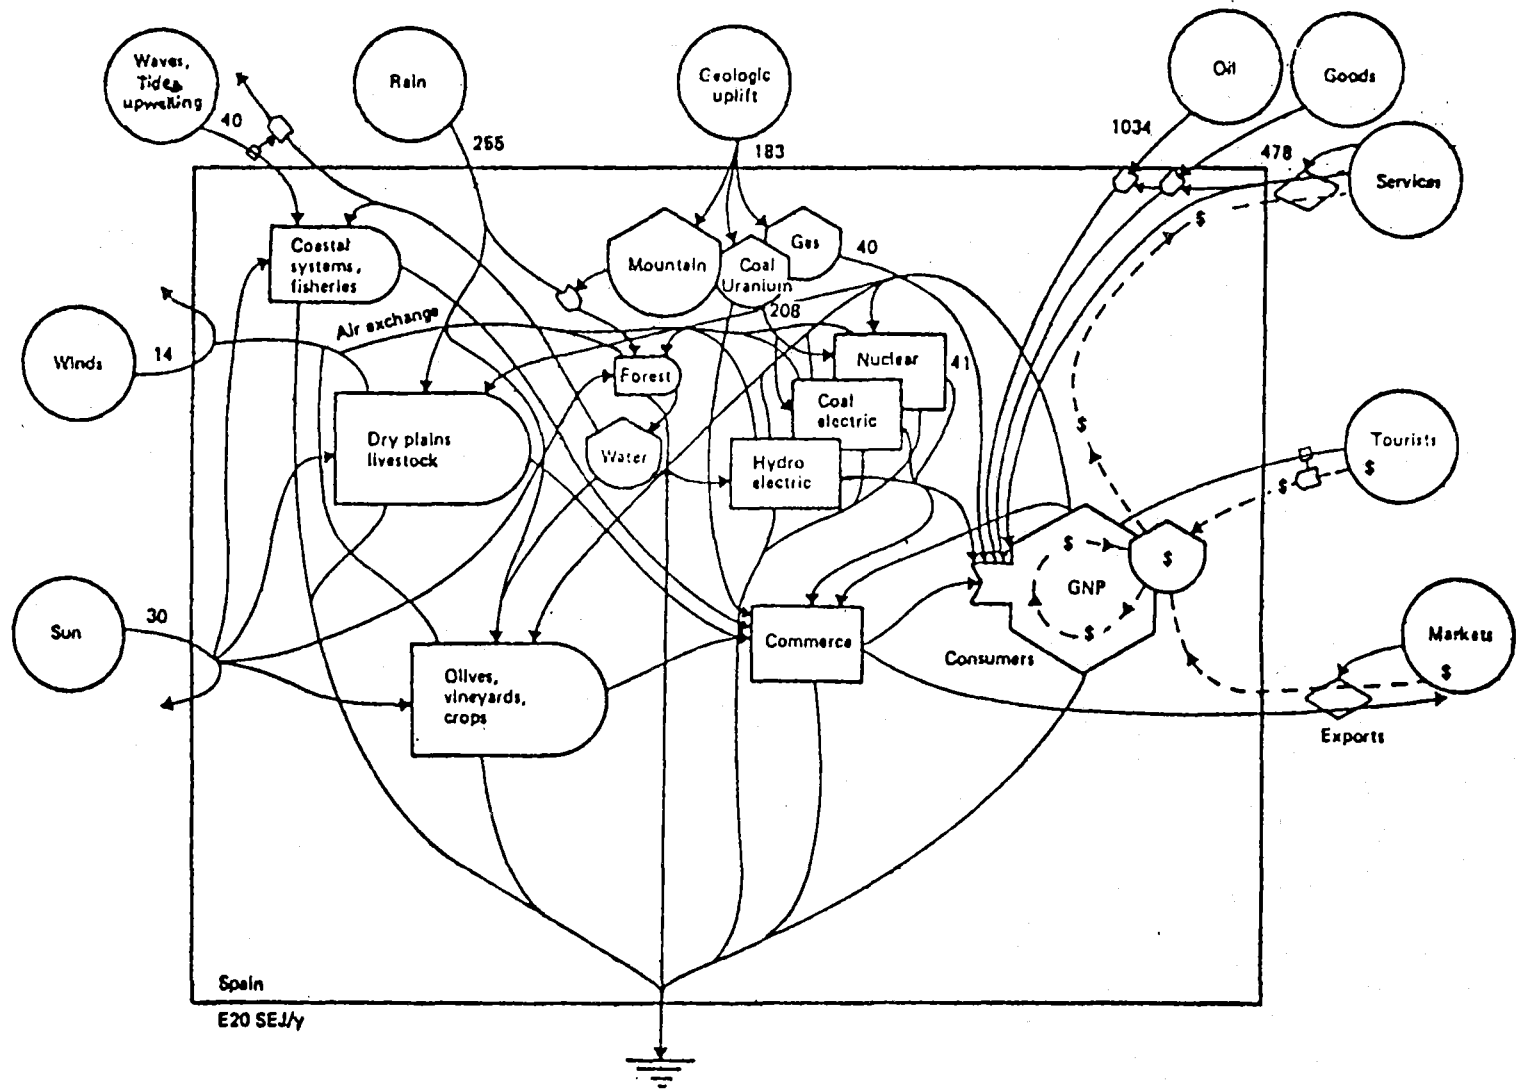 Waves,
Tides
upwelling
40
Rain
255
Geologic
uplift
183
Oil
Goods
1034
478
Services
$
Coastal
systems,
fisheries
Mountain
Coal
Uranium
Gas
40
208
Air exchange
Winds
14
Forest
Nuclear
41
Coal
electric
Dry plains
livestock
Water
Hydro
electric
$
Tourists
$
$
$
GNP
$
$
Sun
30
Commerce
Consumers
Markets
$
Olives,
vineyards,
crops
Exports
Spain
E20 SEJ/y